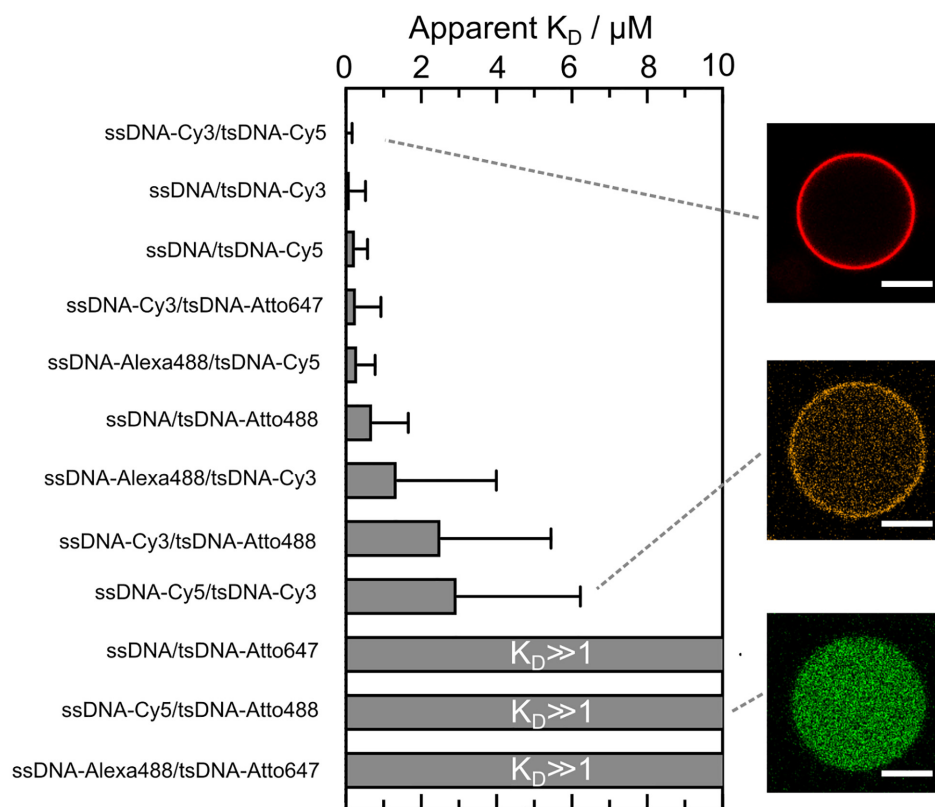 Apparent K_D / µM
0 2 4 6 8 10
ssDNA-Cy3/tsDNA-Cy5
ssDNA/tsDNA-Cy3
ssDNA/tsDNA-Cy5
ssDNA-Cy3/tsDNA-Atto647
ssDNA-Alexa488/tsDNA-Cy5
ssDNA/tsDNA-Atto488
ssDNA-Alexa488/tsDNA-Cy3
ssDNA-Cy3/tsDNA-Atto488
ssDNA-Cy5/tsDNA-Cy3
ssDNA/tsDNA-Atto647
K_D≫1
ssDNA-Cy5/tsDNA-Atto488
K_D≫1
ssDNA-Alexa488/tsDNA-Atto647
K_D≫1